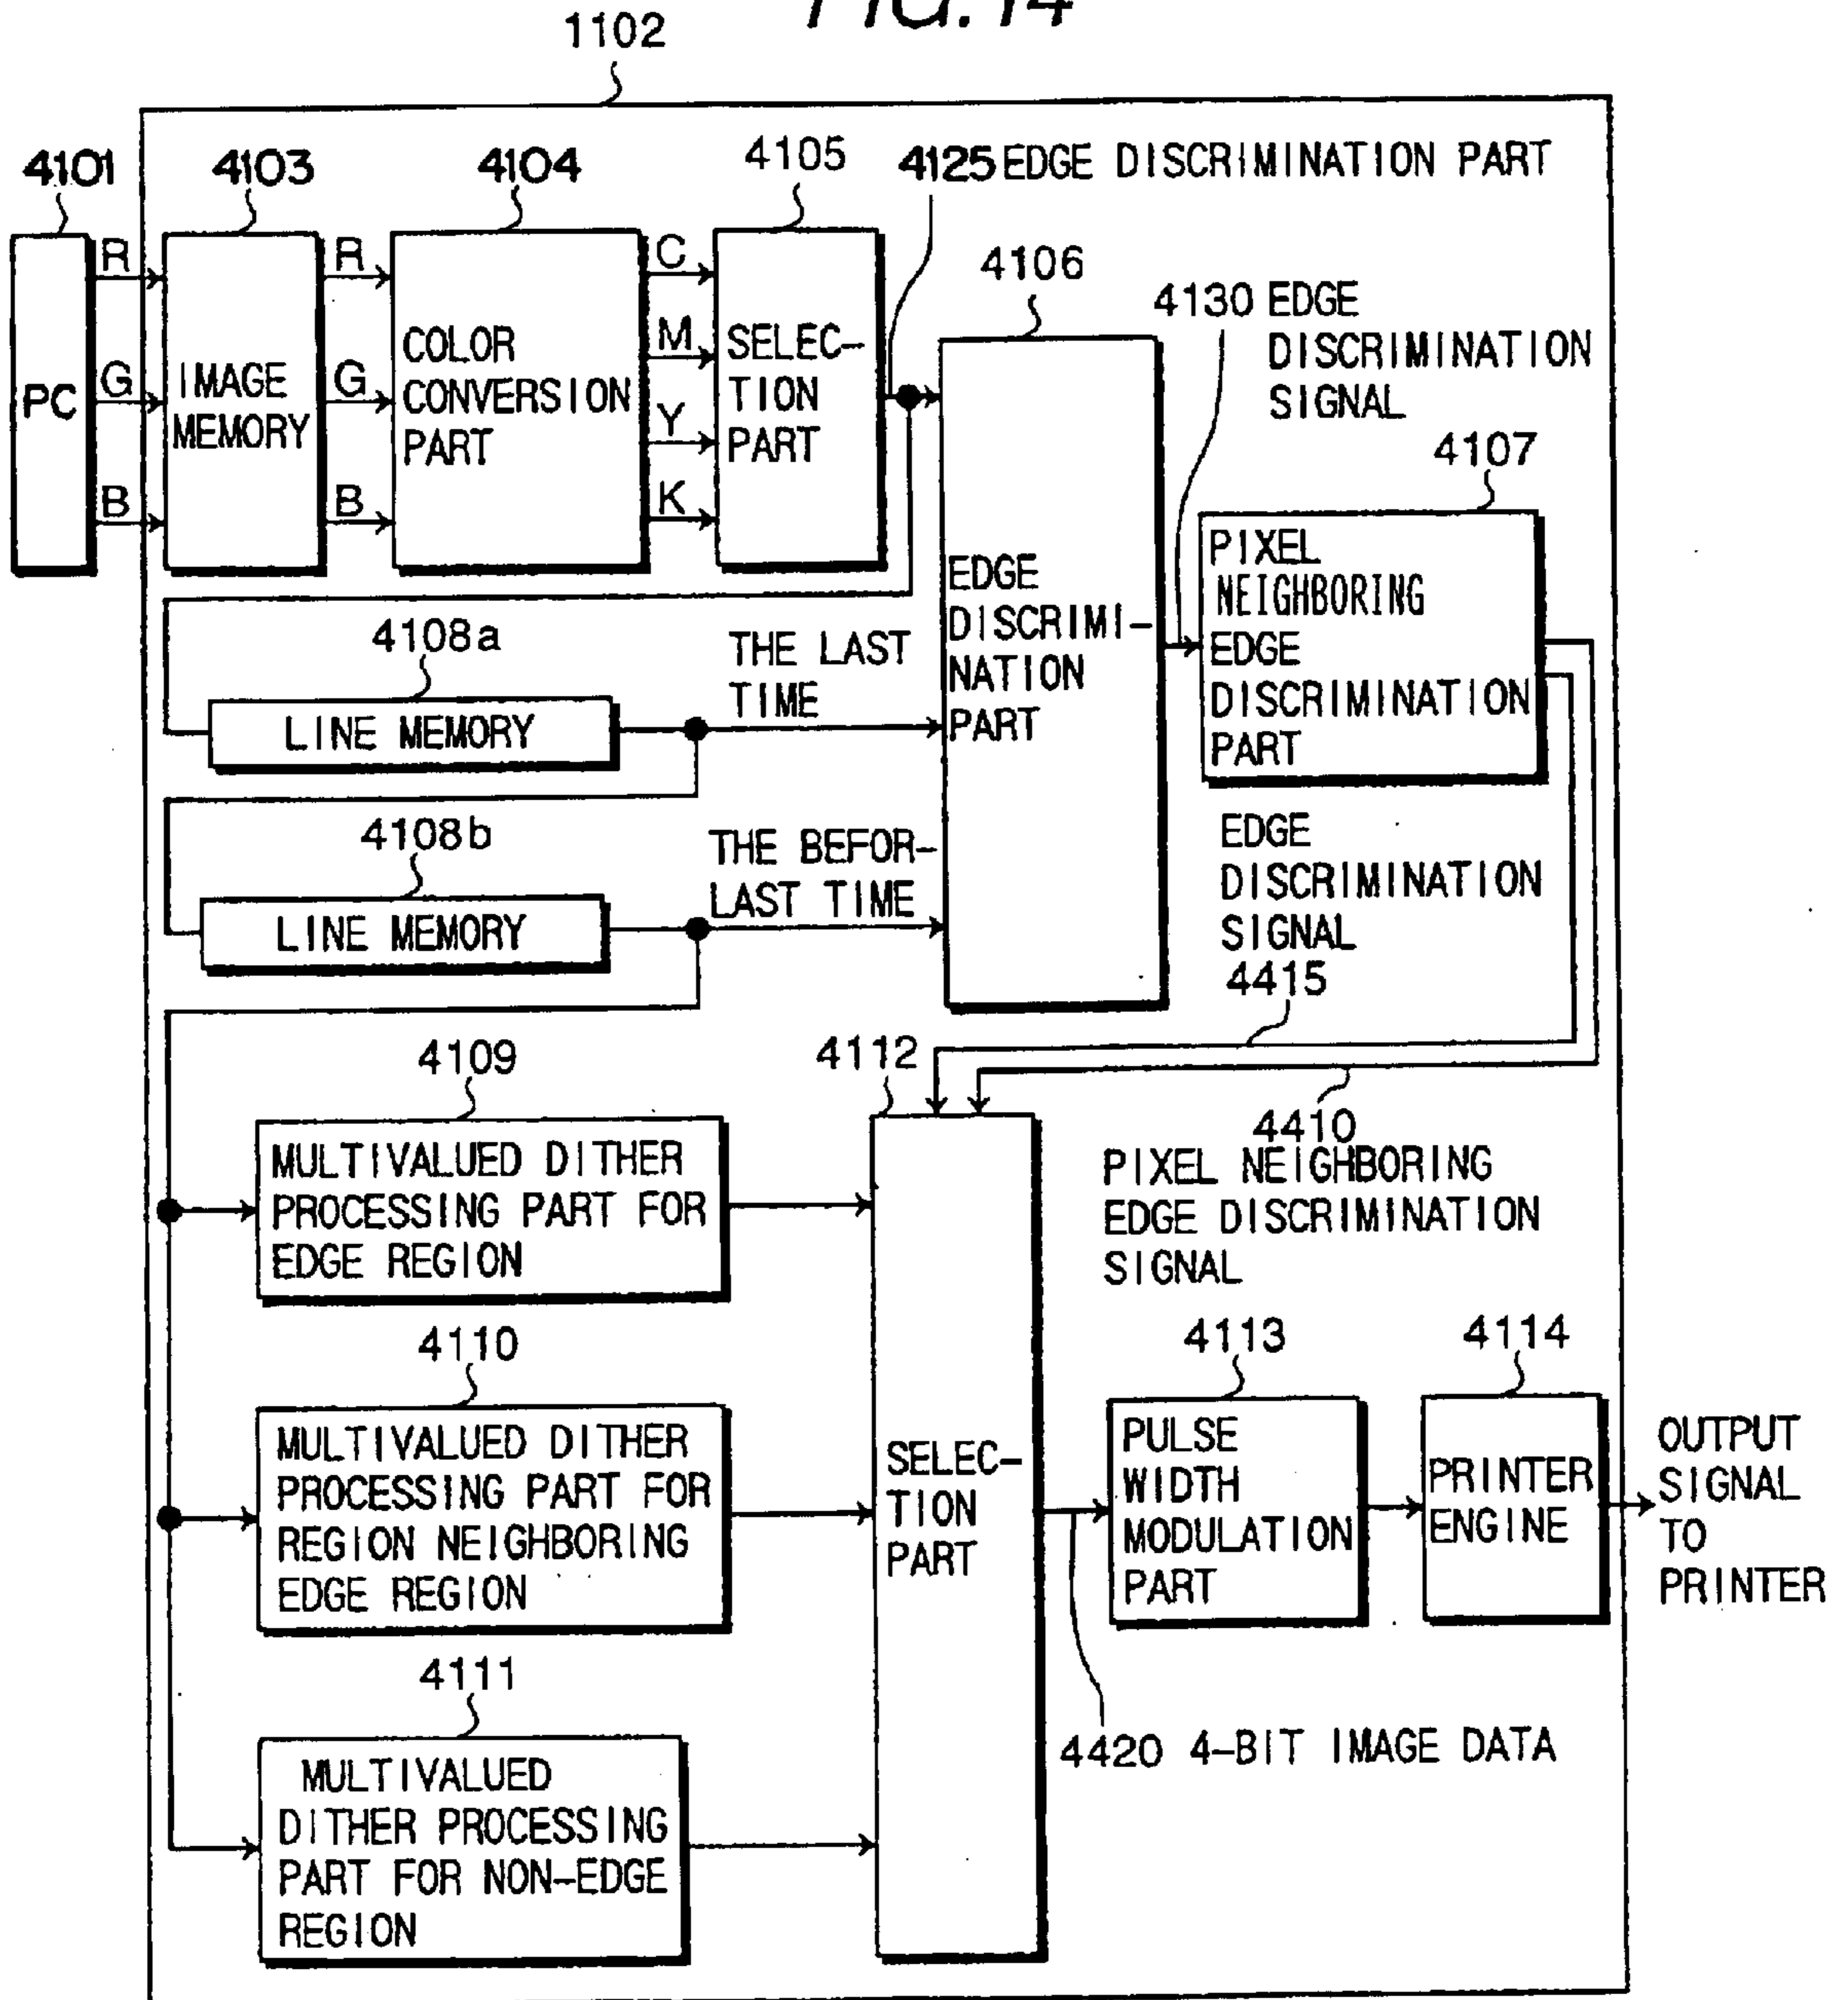 FIG. 14
1102
4101
4103
4104
4105
4125 EDGE DISCRIMINATION PART
PC
R
G
B
IMAGE
MEMORY
R
G
B
COLOR
CONVERSION
PART
C
M
Y
K
SELEC-
TION
PART
4106
EDGE
DISCRIMI-
NATION
PART
4130 EDGE
DISCRIMINATION
SIGNAL
4107
PIXEL
NEIGHBORING
EDGE
DISCRIMINATION
PART
4108a
LINE MEMORY
THE LAST
TIME
4108b
LINE MEMORY
THE BEFOR-
LAST TIME
EDGE
DISCRIMINATION
SIGNAL
4415
4109
MULTIVALUED DITHER
PROCESSING PART FOR
EDGE REGION
4112
SELEC-
TION
PART
4410
PIXEL NEIGHBORING
EDGE DISCRIMINATION
SIGNAL
4110
MULTIVALUED DITHER
PROCESSING PART FOR
REGION NEIGHBORING
EDGE REGION
4113
PULSE
WIDTH
MODULATION
PART
4114
PRINTER
ENGINE
OUTPUT
SIGNAL
TO
PRINTER
4111
MULTIVALUED
DITHER PROCESSING
PART FOR NON-EDGE
REGION
4420 4-BIT IMAGE DATA